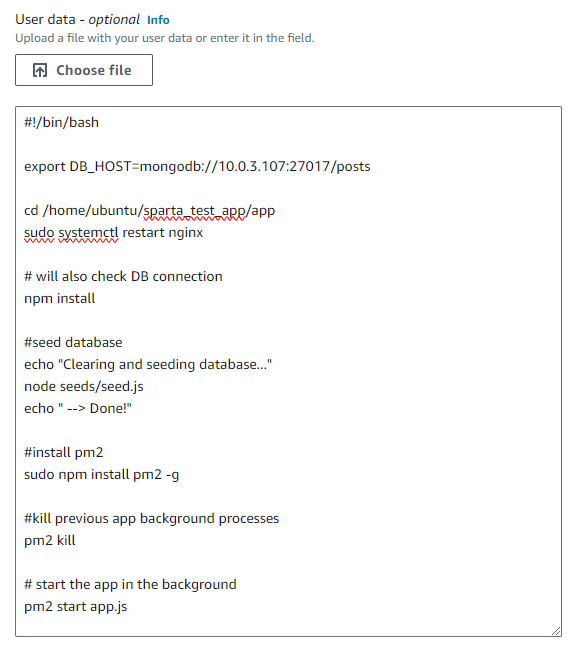 User data - optional Info
Upload a file with your user data or enter it in the field.
Choose file
#!/bin/bash
export DB_HOST=mongodb://10.0.3.107:27017/posts
cd /home/ubuntu/sparta_test_app/app
sudo systemctl restart nginx
# will also check DB connection
npm install
#seed database
echo "Clearing and seeding database..."
node seeds/seed.js
echo " --> Done!"
#install pm2
sudo npm install pm2 -g
#kill previous app background processes
pm2 kill
# start the app in the background
pm2 start app.js